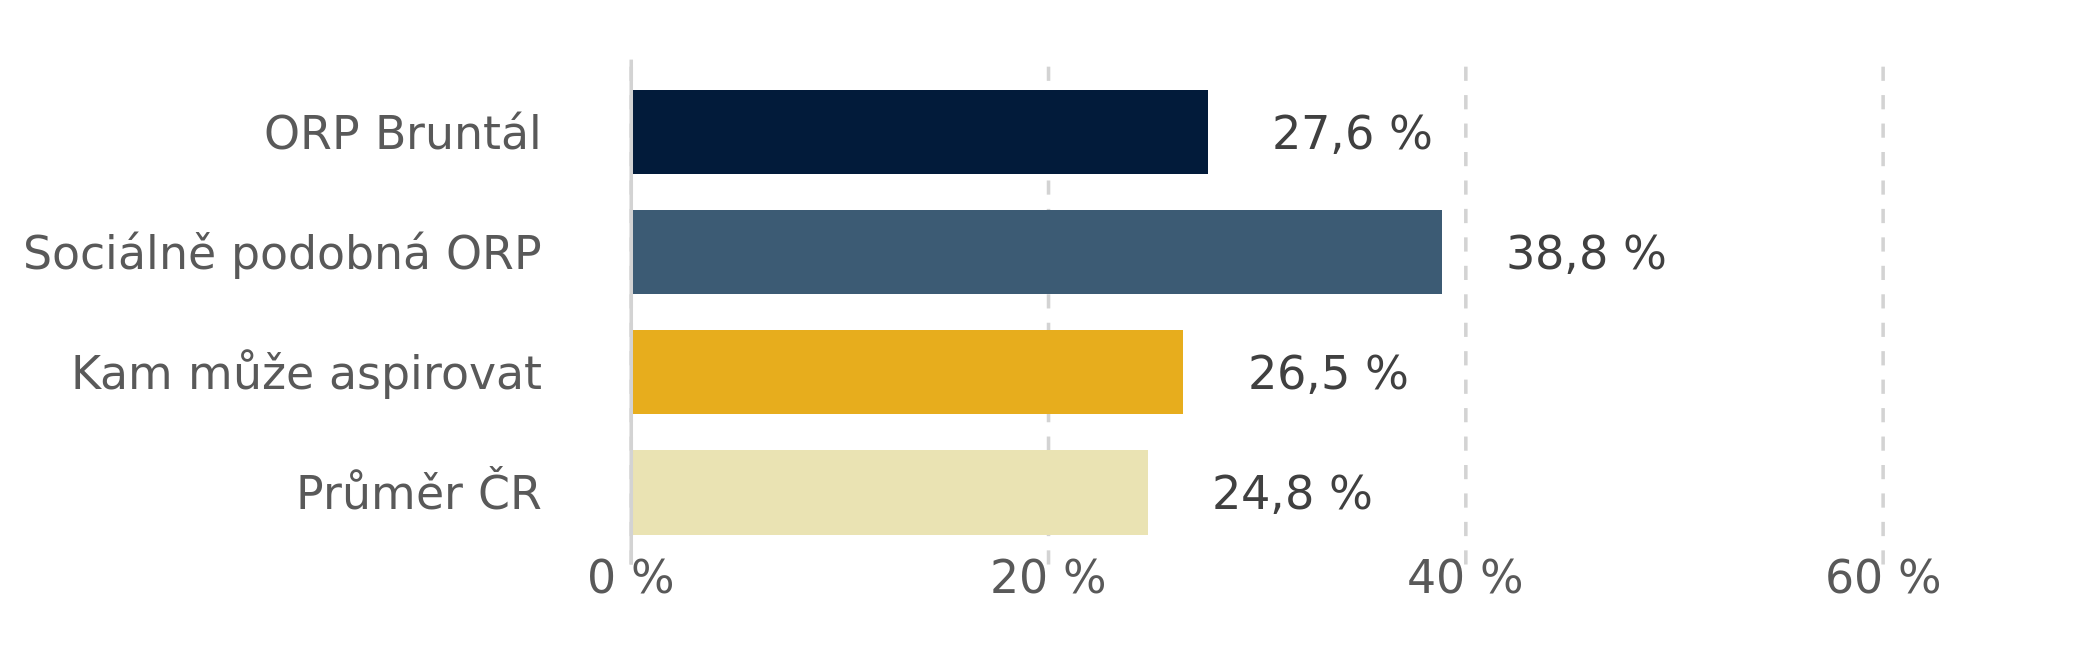 ORP Bruntál 27,6 %
Sociálně podobná ORP 38,8 %
Kam může aspirovat 26,5 %
Průměr ČR 24,8 %
0 % 20 % 40 % 60 %